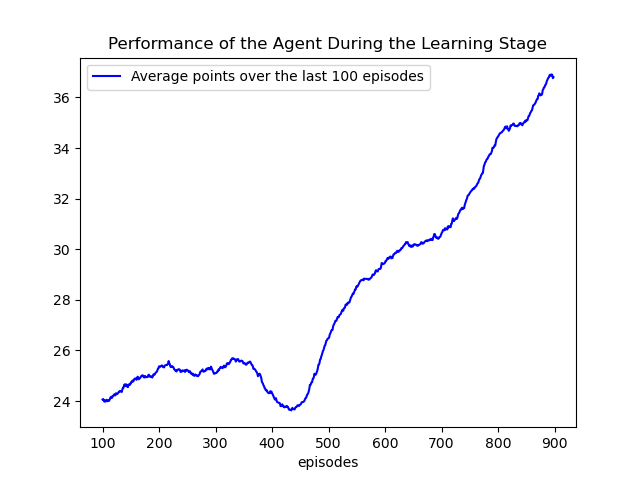 Performance of the Agent During the Learning Stage
Average points over the last 100 episodes
36
34
32
30
28
26
24
100 200 300 400 500 600 700 800 900
episodes